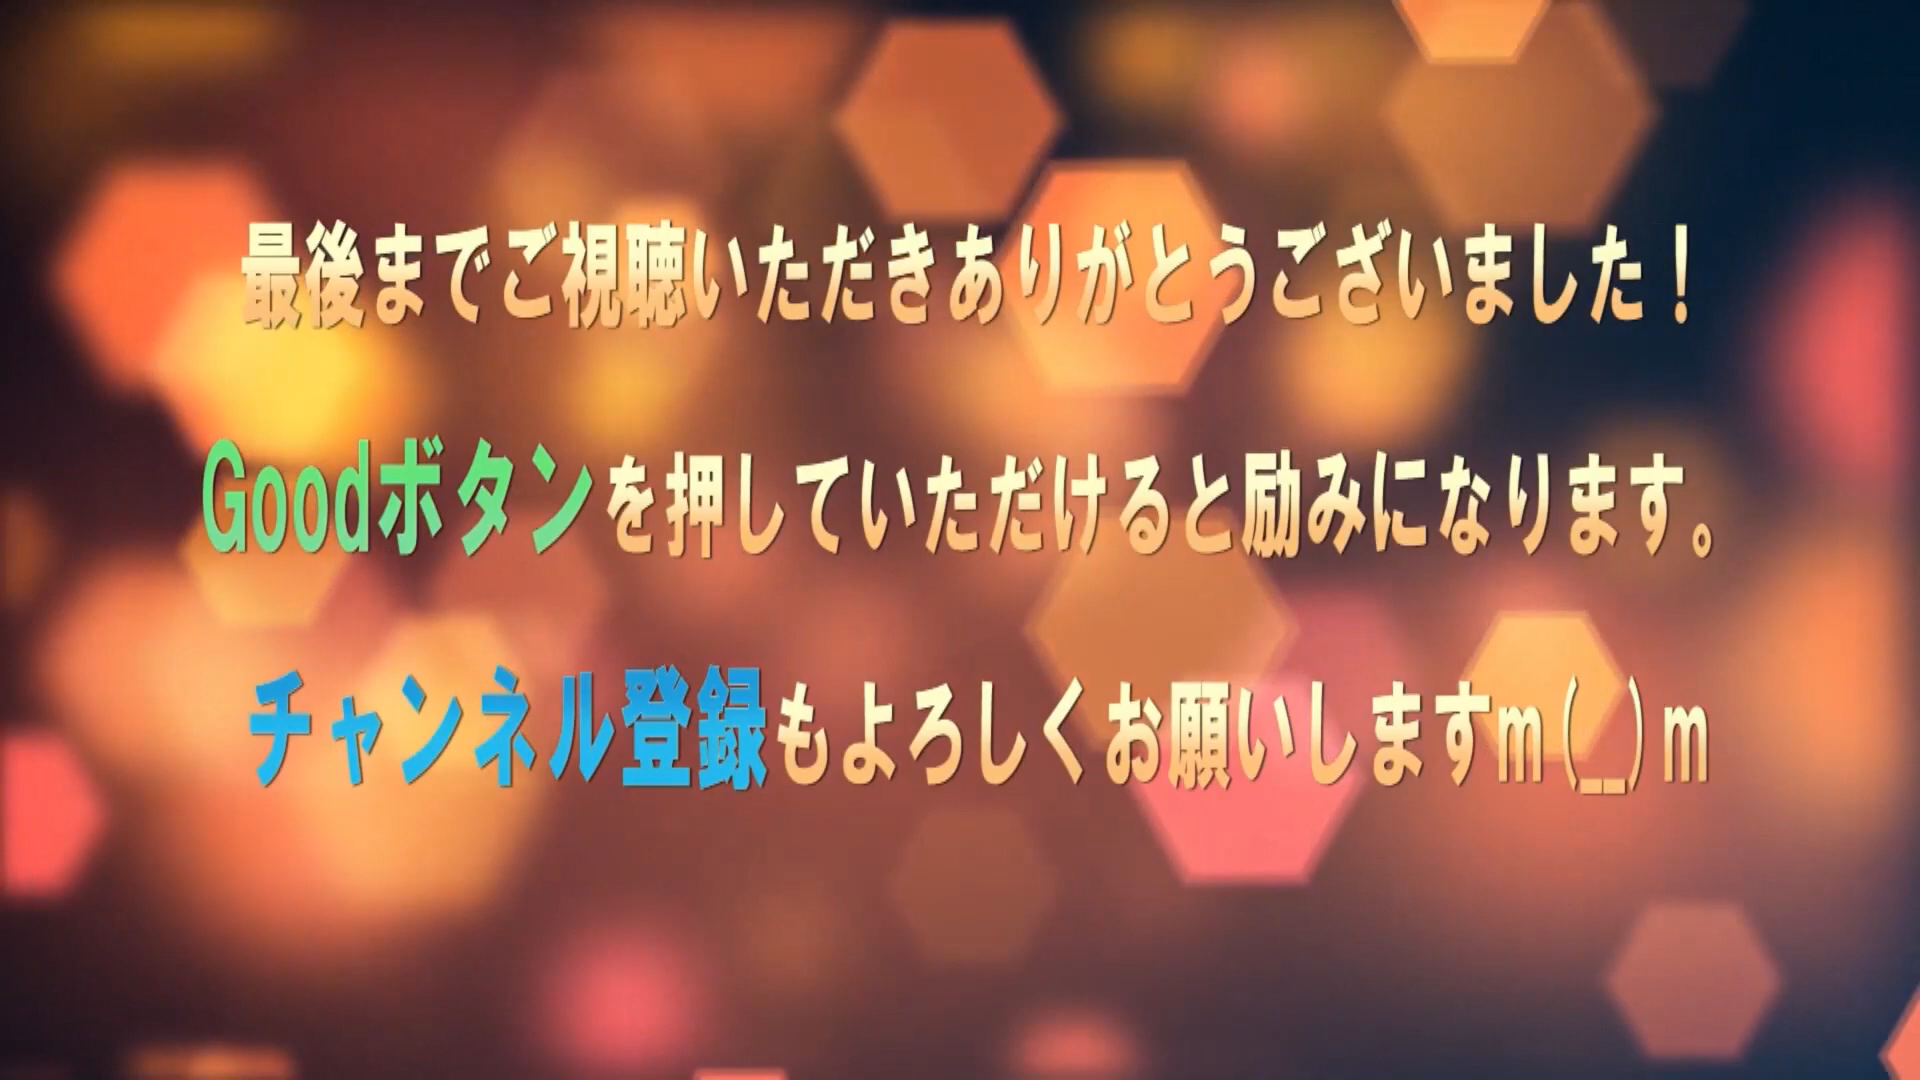 最後までご視聴いただきありがとうございました！
Goodボタンを押していただけると励みになります。
チャンネル登録もよろしくお願いしますm(__)m